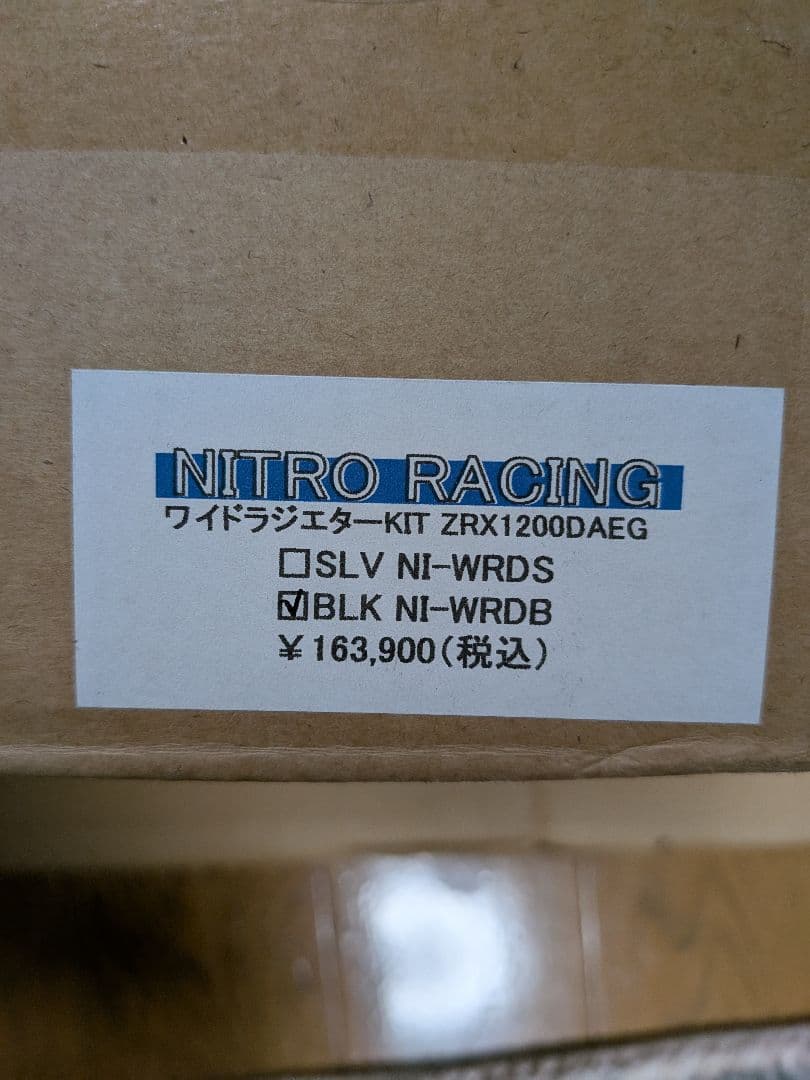 NITRO RACING
ワイドラジエターKIT ZRX1200DAEG
□SLV NI-WRDS
☑BLK NI-WRDB
¥163,900(税込)